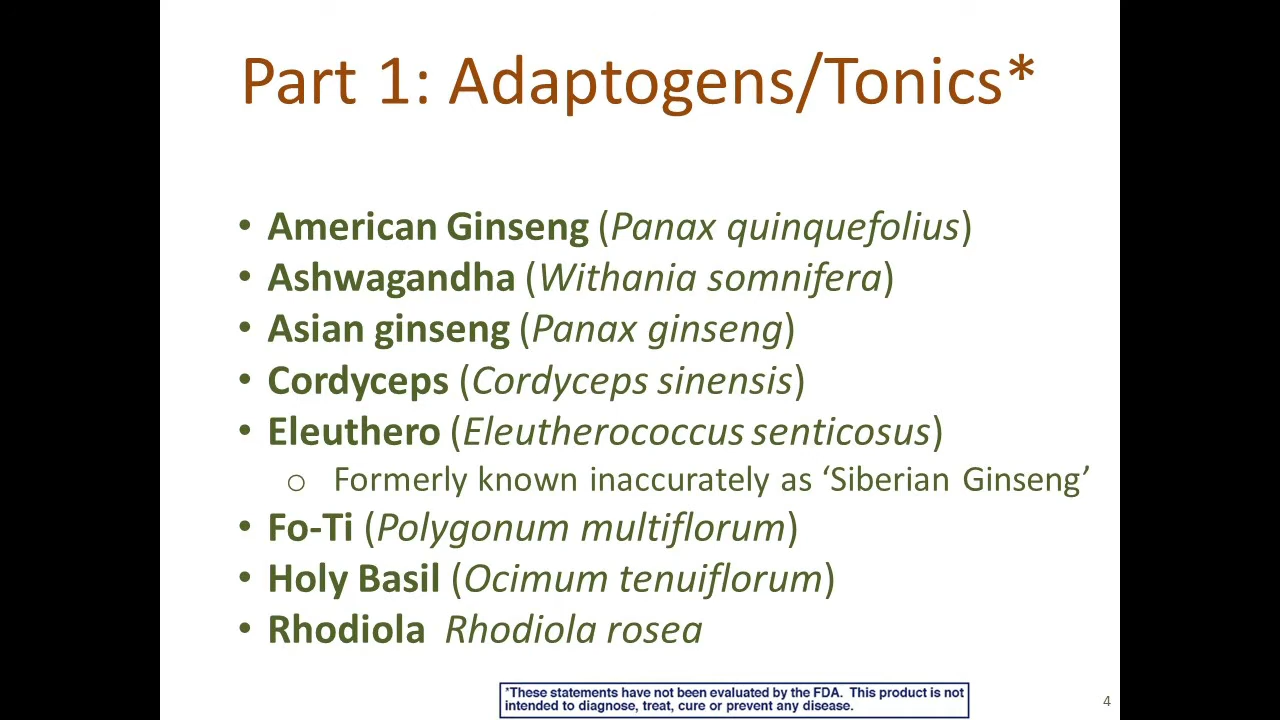 Part 1: Adaptogens/Tonics*
• American Ginseng (Panax quinquefolius)
• Ashwagandha (Withania somnifera)
• Asian ginseng (Panax ginseng)
• Cordyceps (Cordyceps sinensis)
• Eleuthero (Eleutherococcus senticosus)
o Formerly known inaccurately as ‘Siberian Ginseng’
• Fo-Ti (Polygonum multiflorum)
• Holy Basil (Ocimum tenuiflorum)
• Rhodiola Rhodiola rosea
*These statements have not been evaluated by the FDA. This product is not
intended to diagnose, treat, cure or prevent any disease.
4